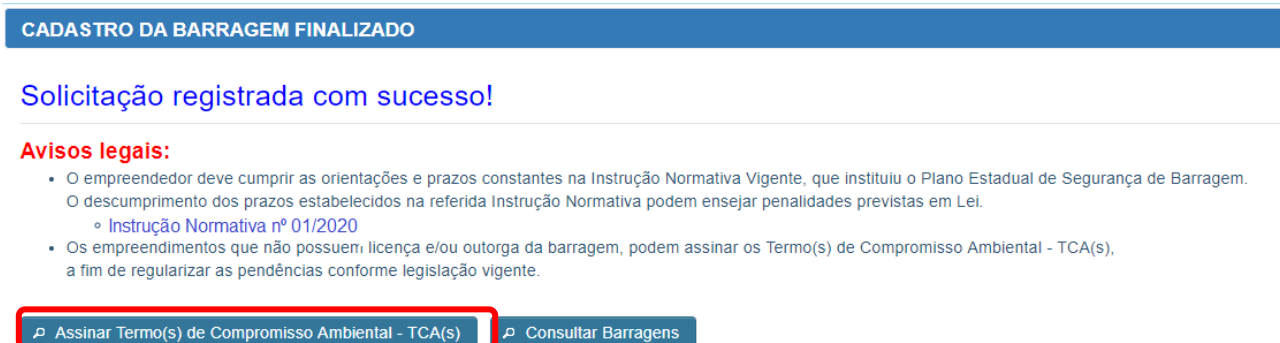 CADASTRO DA BARRAGEM FINALIZADO
Solicitação registrada com sucesso!
Avisos legais:
• O empreendedor deve cumprir as orientações e prazos constantes na Instrução Normativa Vigente, que instituiu o Plano Estadual de Segurança de Barragem.
O descumprimento dos prazos estabelecidos na referida Instrução Normativa podem ensejar penalidades previstas em Lei.
◦ Instrução Normativa nº 01/2020
• Os empreendimentos que não possuem licença e/ou outorga da barragem, podem assinar os Termo(s) de Compromisso Ambiental - TCA(s),
a fim de regularizar as pendências conforme legislação vigente.
Assinar Termo(s) de Compromisso Ambiental - TCA(s) Consultar Barragens